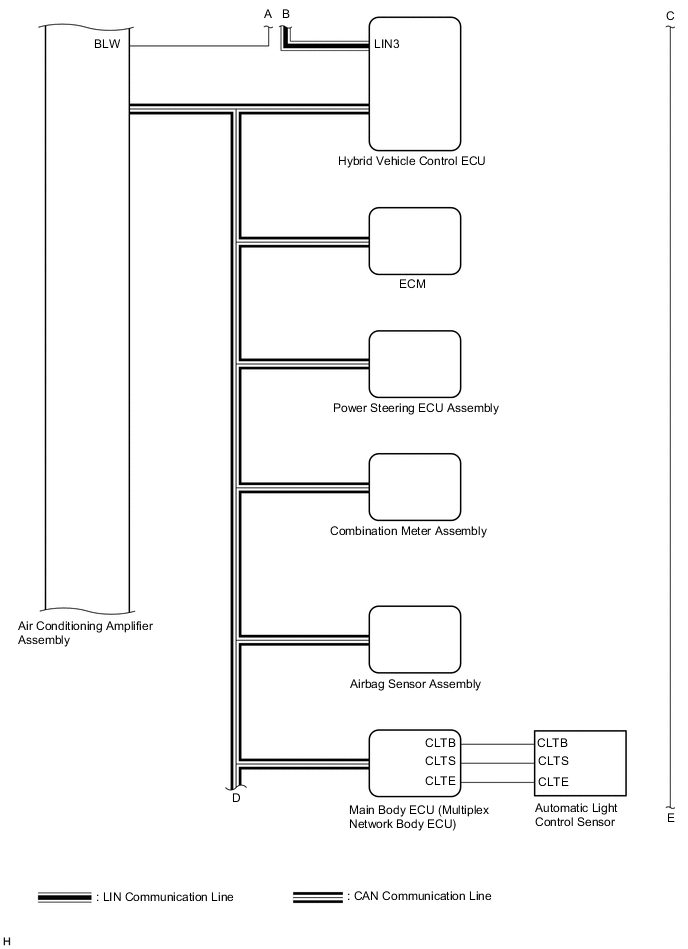 A B C
BLW
LIN3
Hybrid Vehicle Control ECU
ECM
Power Steering ECU Assembly
Combination Meter Assembly
Air Conditioning Amplifier
Assembly
Airbag Sensor Assembly
CLTB CLTB
CLTS CLTS
CLTE CLTE
D
Main Body ECU (Multiplex
Network Body ECU)
Automatic Light
Control Sensor
E
: LIN Communication Line
: CAN Communication Line
H